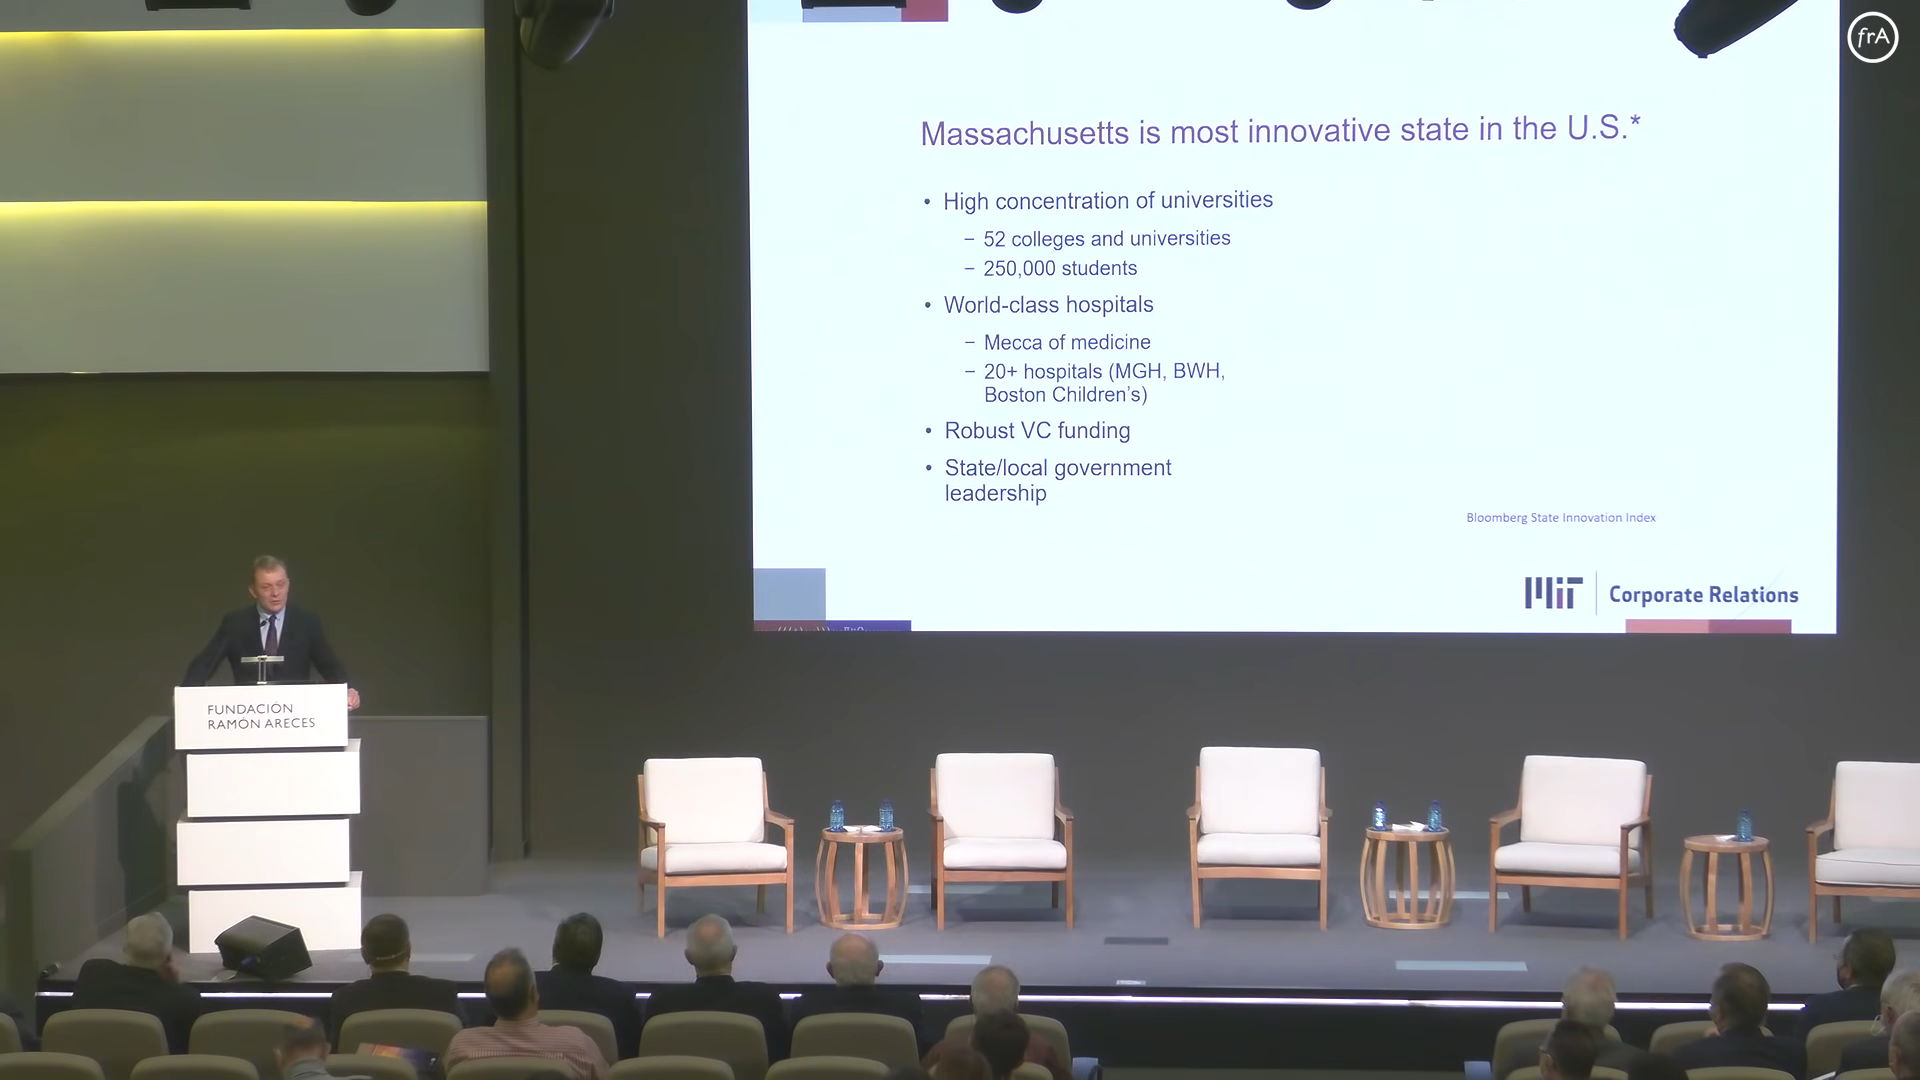 frA
Massachusetts is most innovative state in the U.S.*
• High concentration of universities
– 52 colleges and universities
– 250,000 students
• World-class hospitals
– Mecca of medicine
– 20+ hospitals (MGH, BWH,
Boston Children's)
• Robust VC funding
• State/local government
leadership
Bloomberg State Innovation Index
MIT Corporate Relations
FUNDACIÓN
RAMÓN ARECES